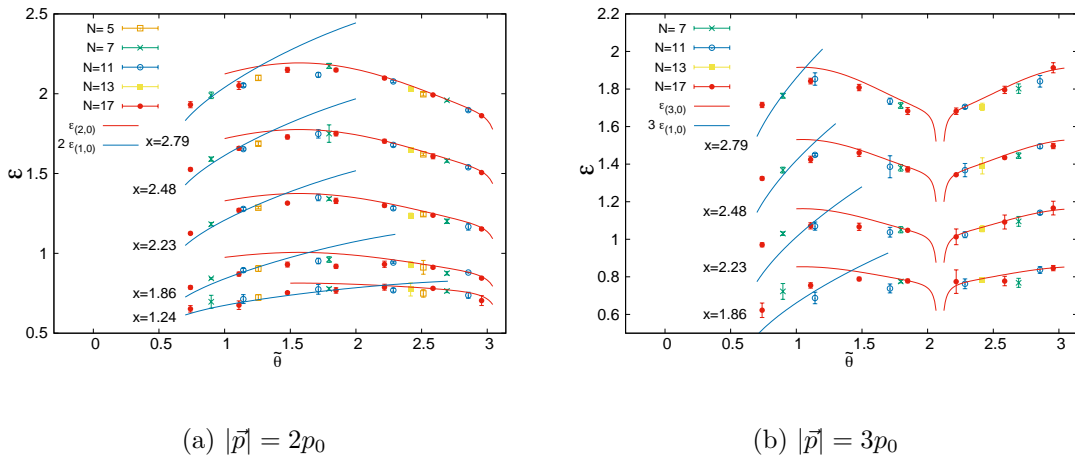 2.5
2
1.5
1
0.5
0
0.5
1
1.5
2
2.5
3
ε
θ̃
N= 5
N= 7
N=11
N=13
N=17
ε(2,0)
2 ε(1,0)
x=2.79
x=2.48
x=2.23
x=1.86
x=1.24
(a) |p⃗| = 2p₀
2.2
2
1.8
1.6
1.4
1.2
1
0.8
0.6
0
0.5
1
1.5
2
2.5
3
ε
θ̃
N= 7
N=11
N=13
N=17
ε(3,0)
3 ε(1,0)
x=2.79
x=2.48
x=2.23
x=1.86
(b) |p⃗| = 3p₀